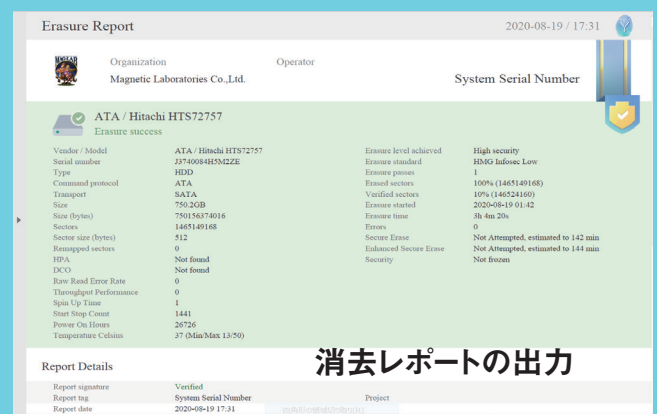 Erasure Report
2020-08-19 / 17:31
MAGLAB
Organization
Operator
Magnetic Laboratories Co.,Ltd.
System Serial Number
ATA / Hitachi HTS72757
Erasure success
Vendor / Model ATA / Hitachi HTS72757
Serial number J3740084H5M2ZE
Type HDD
Command protocol ATA
Transport SATA
Size 750.2GB
Size (bytes) 750156374016
Sectors 1465149168
Sector size (bytes) 512
Remapped sectors 0
HPA Not found
DCO Not found
Raw Read Error Rate 0
Throughput Performance 0
Spin Up Time 1
Start Stop Count 1441
Power On Hours 26726
Temperature Celsius 37 (Min/Max 13/50)
Erasure level achieved High security
Erasure standard HMG Infosec Low
Erasure passes 1
Erased sectors 100% (1465149168)
Verified sectors 10% (146524160)
Erasure started 2020-08-19 01:42
Erasure time 3h 4m 20s
Errors 0
Secure Erase Not Attempted, estimated to 142 min
Enhanced Secure Erase Not Attempted, estimated to 144 min
Security Not frozen
消去レポートの出力
Report Details
Report signature Verified
Report tag System Serial Number Project
Report date 2020-08-19 17:31